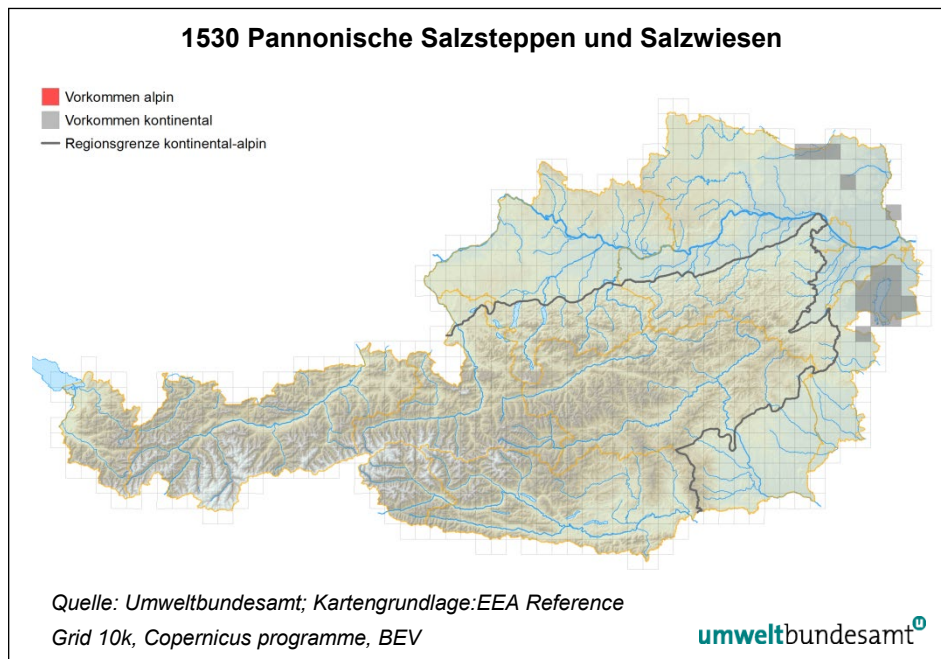 1530 Pannonische Salzsteppen und Salzwiesen
Vorkommen alpin
Vorkommen kontinental
Regionsgrenze kontinental-alpin
Quelle: Umweltbundesamt; Kartengrundlage:EEA Reference
Grid 10k, Copernicus programme, BEV
umweltbundesamt